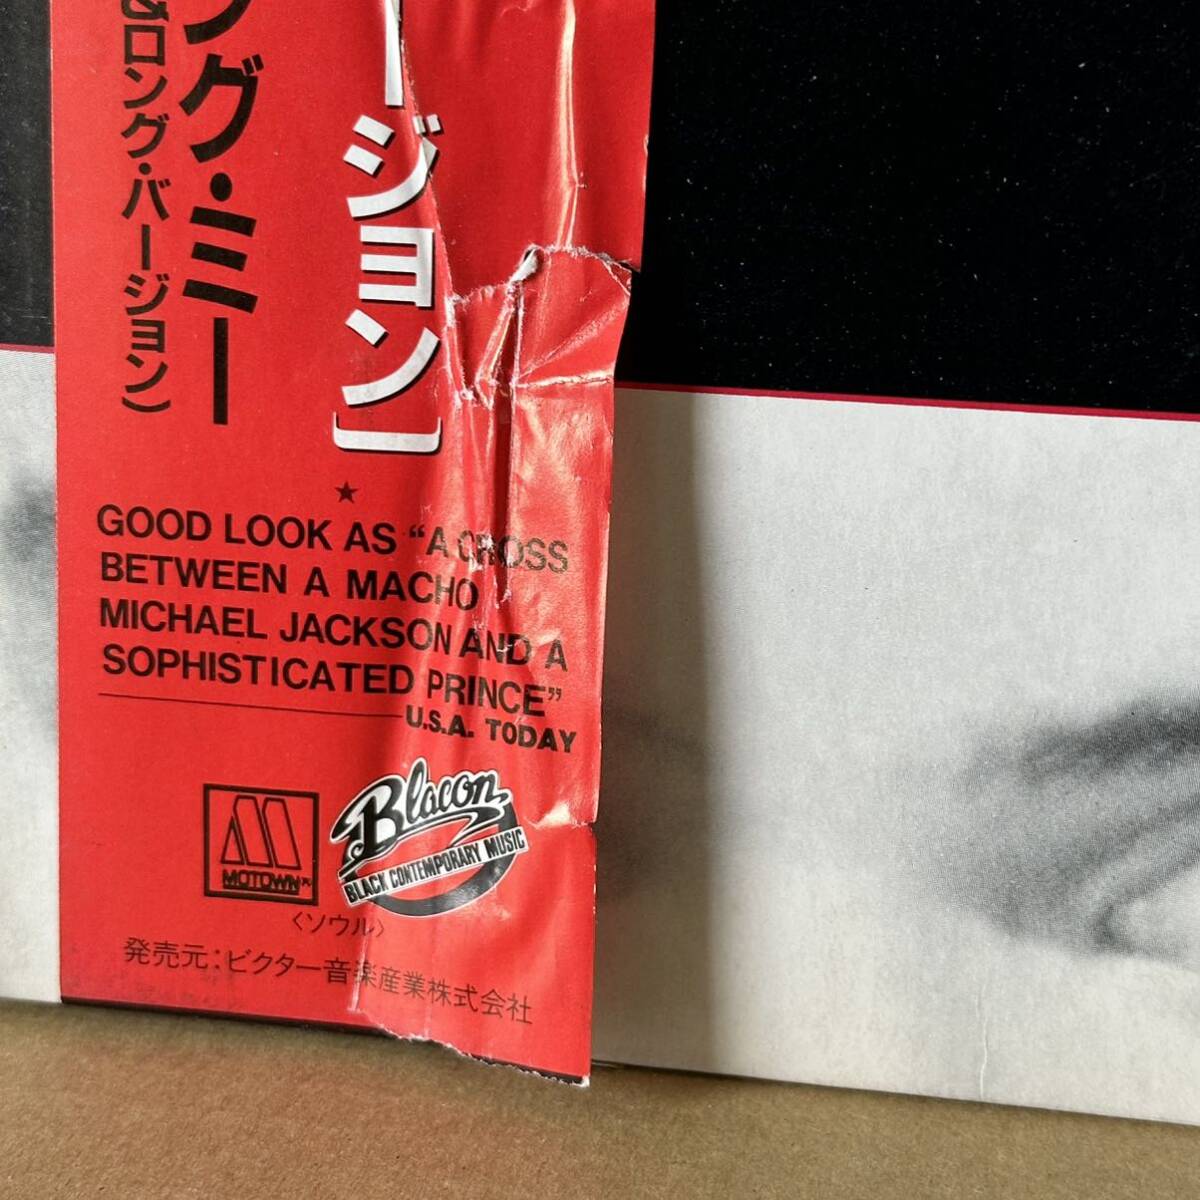 ージョン]
ング・ミー
&ロング・バージョン)
★
GOOD LOOK AS “A CROSS
BETWEEN A MACHO
MICHAEL JACKSON AND A
SOPHISTICATED PRINCE”
U.S.A. TODAY
MOTOWN®
Blacon
BLACK CONTEMPORARY MUSIC
〈ソウル〉
発売元:ビクター音楽産業株式会社